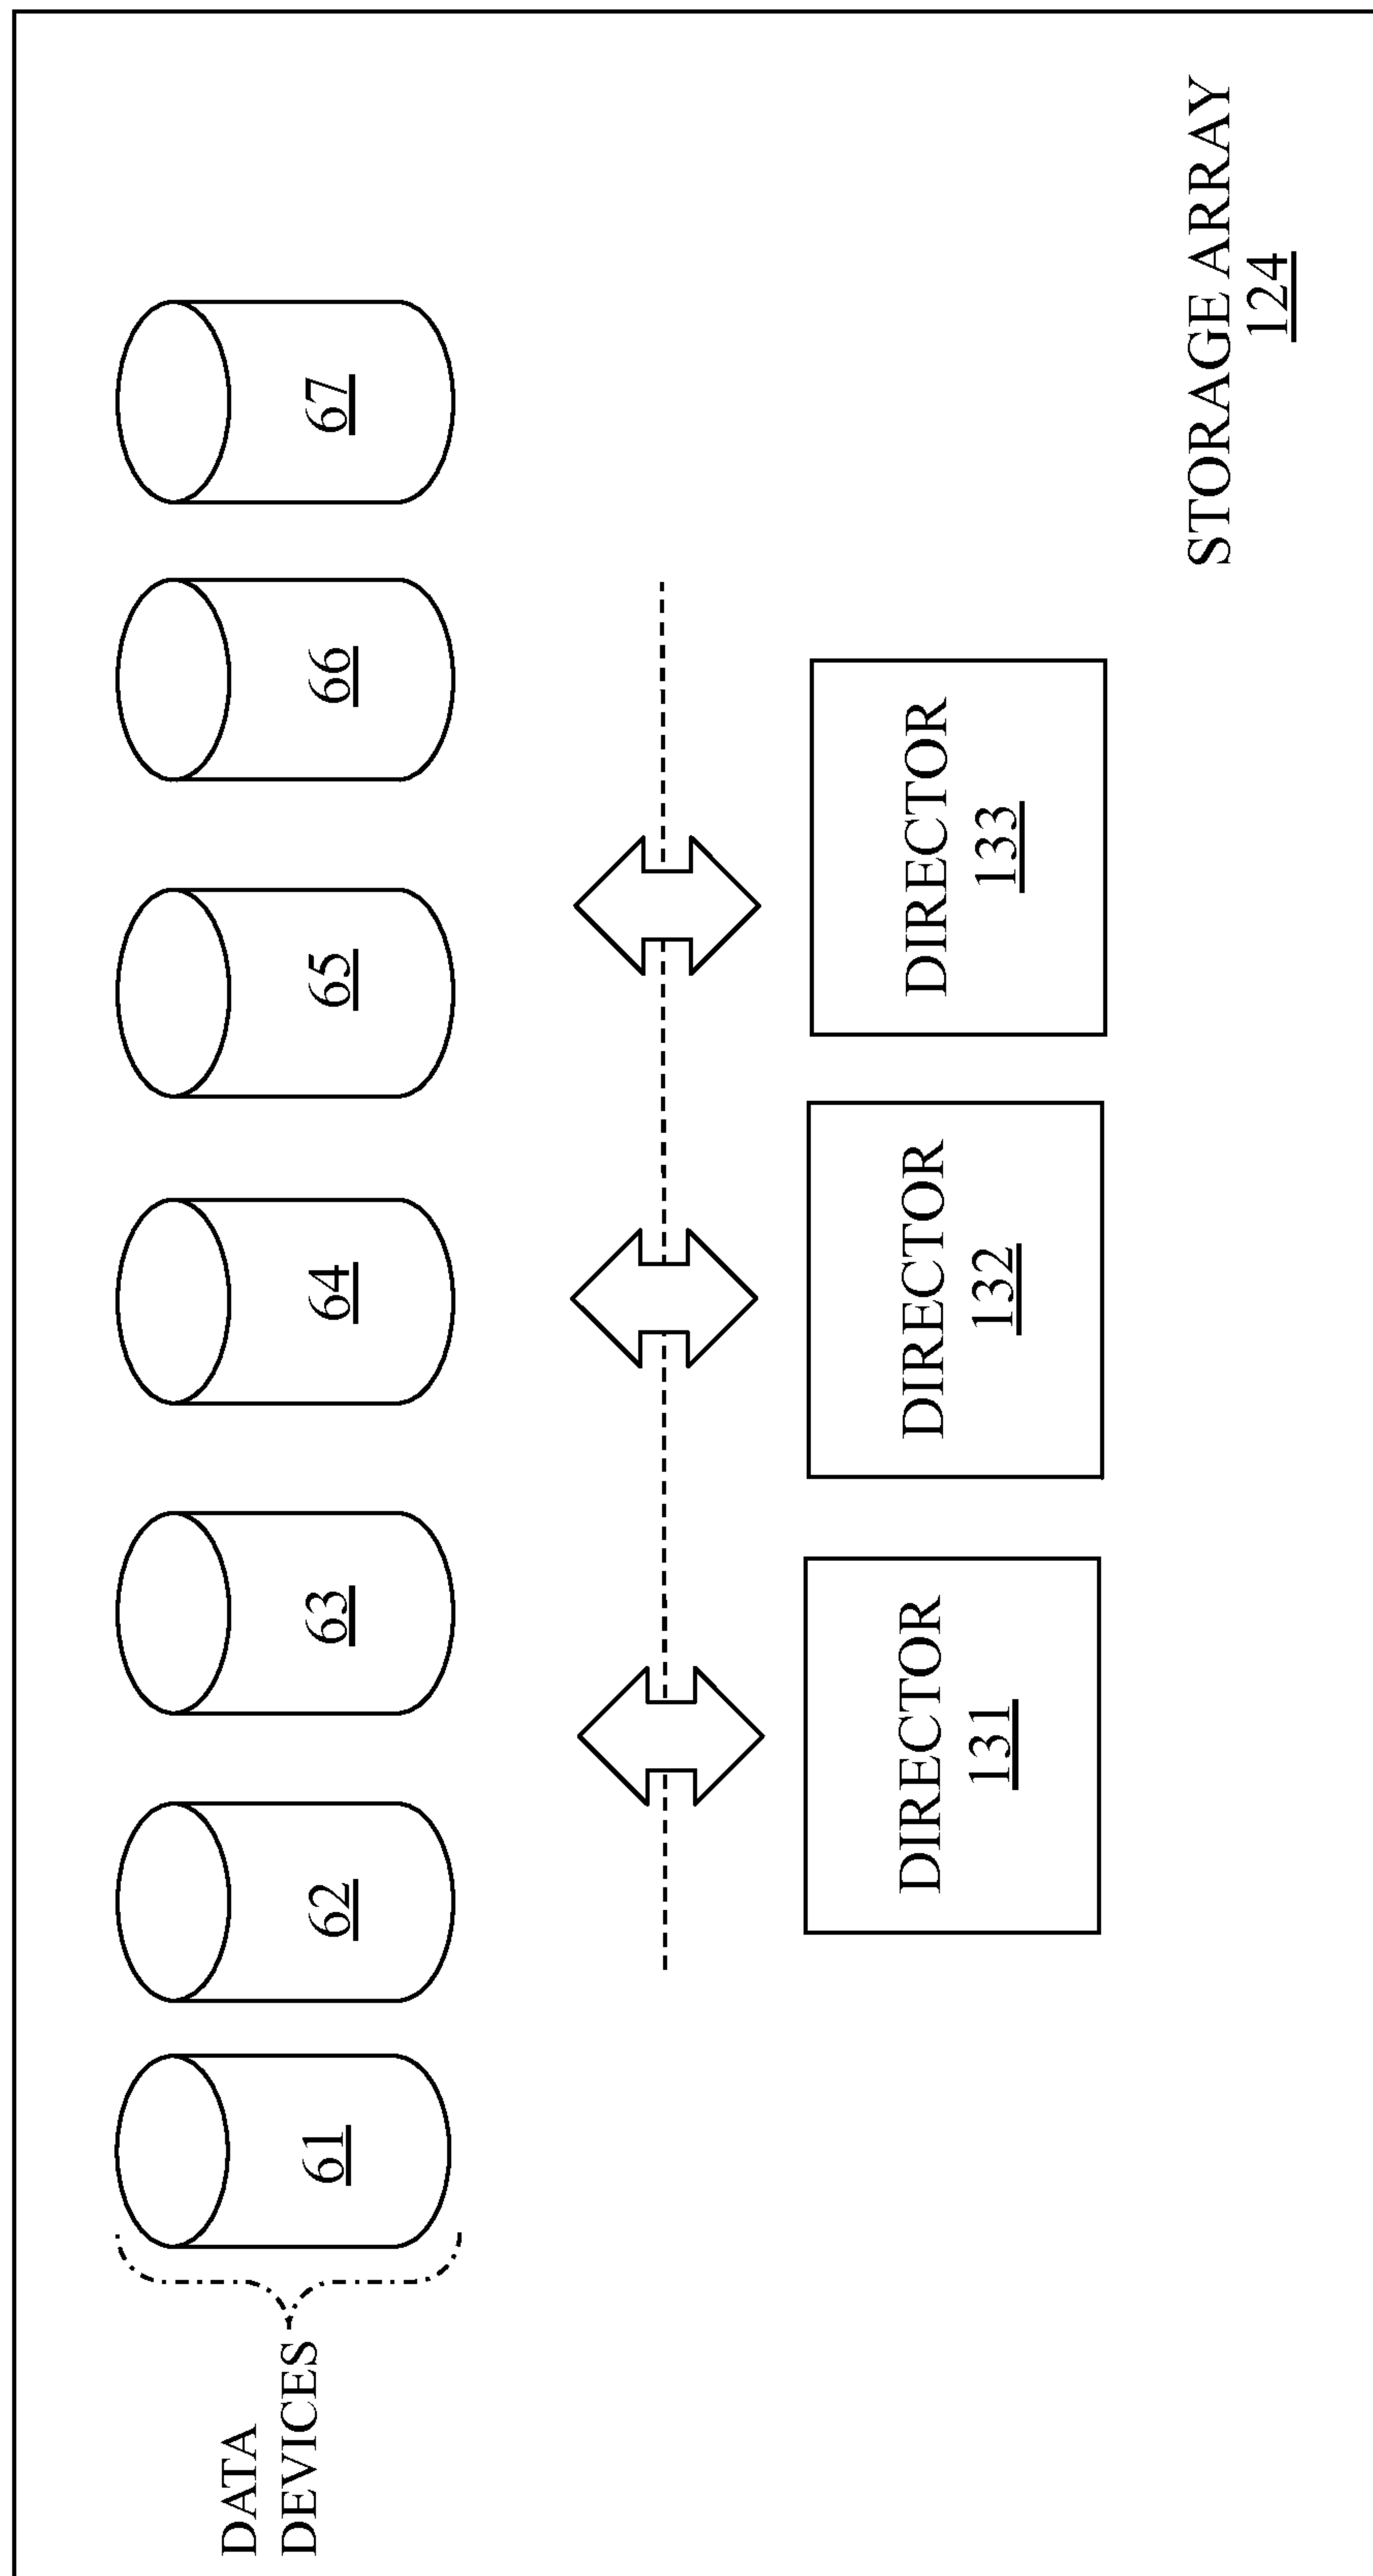 DATA
DEVICES
61
62
63
64
65
66
67
DIRECTOR
131
DIRECTOR
132
DIRECTOR
133
STORAGE ARRAY
124